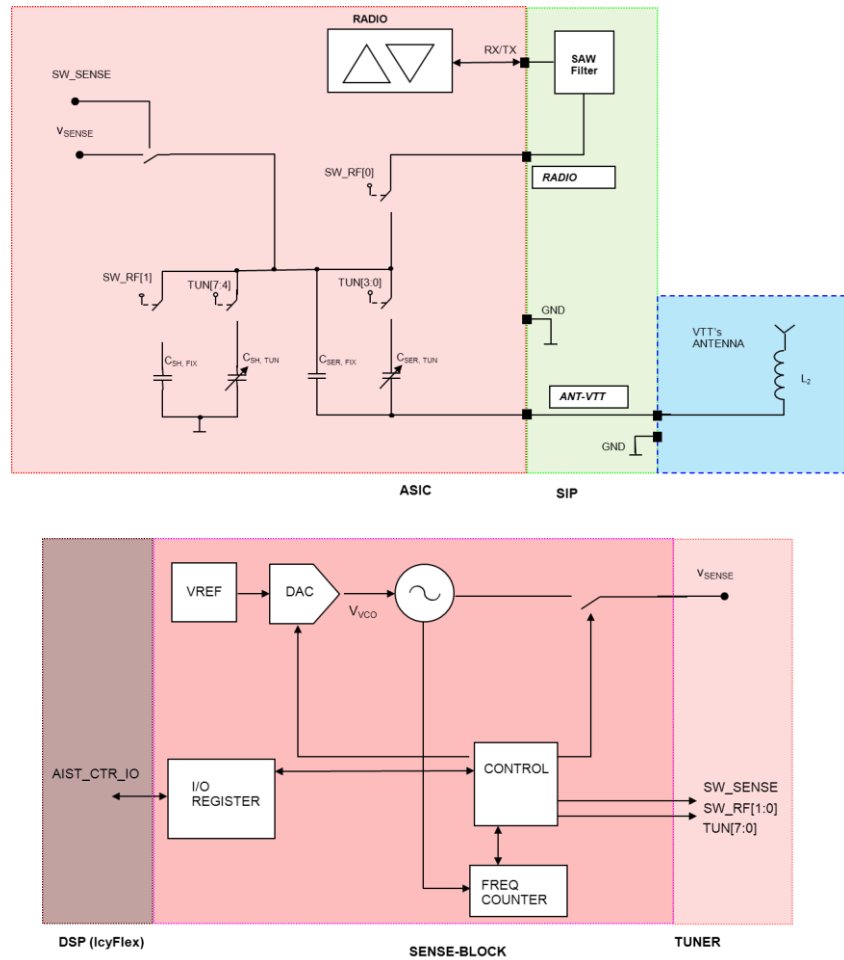 RADIO
RX/TX
SAW
Filter
SW_SENSE
VSENSE
SW_RF[0]
RADIO
SW_RF[1]
TUN[7:4]
TUN[3:0]
GND
VTT's
ANTENNA
CSH, FIX
CSH, TUN
CSER, FIX
CSER, TUN
L2
ANT-VTT
GND
ASIC
SIP
VREF
DAC
VVCO
VSENSE
AIST_CTR_IO
I/O
REGISTER
CONTROL
SW_SENSE
SW_RF[1:0]
TUN[7:0]
FREQ
COUNTER
DSP (IcyFlex)
SENSE-BLOCK
TUNER